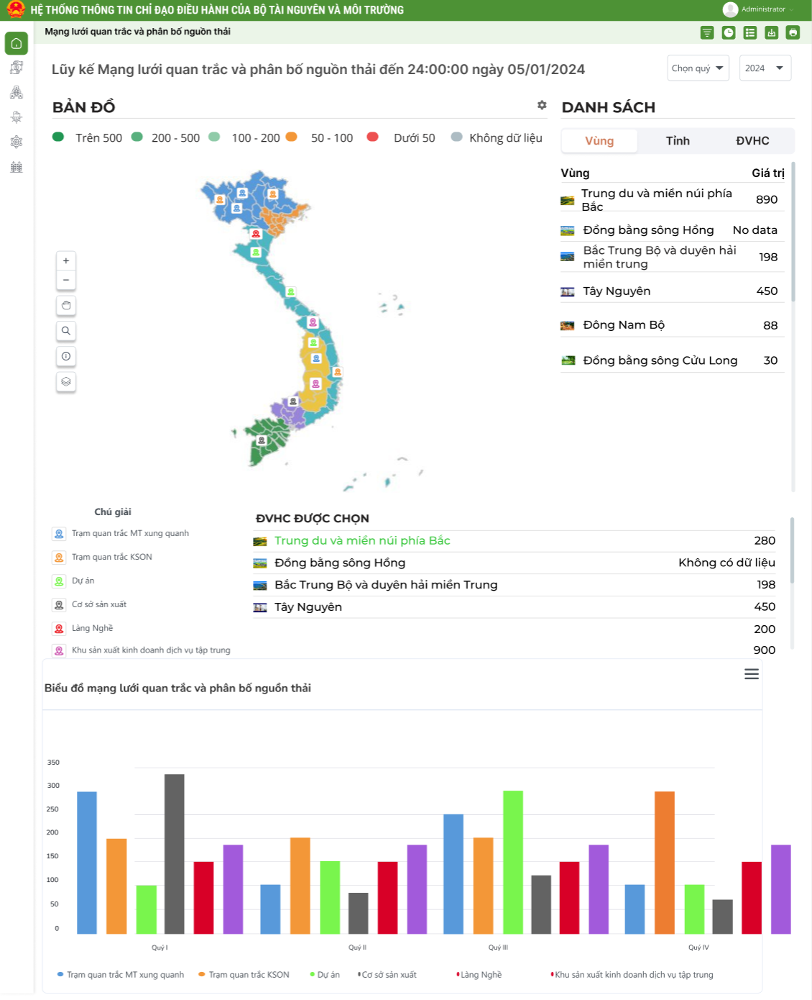 HỆ THỐNG THÔNG TIN CHỈ ĐẠO ĐIỀU HÀNH CỦA BỘ TÀI NGUYÊN VÀ MÔI TRƯỜNG
Administrator
Mạng lưới quan trắc và phân bố nguồn thải
Lũy kế Mạng lưới quan trắc và phân bố nguồn thải đến 24:00:00 ngày 05/01/2024
Chọn quý
2024
BẢN ĐỒ
Trên 500
200 - 500
100 - 200
50 - 100
Dưới 50
Không dữ liệu
DANH SÁCH
Vùng
Tỉnh
ĐVHC
Vùng Giá trị
Trung du và miền núi phía
Bắc
890
Đồng bằng sông Hồng No data
Bắc Trung Bộ và duyên hải
miền trung
198
Tây Nguyên 450
Đông Nam Bộ 88
Đồng bằng sông Cửu Long 30
Chú giải
Trạm quan trắc MT xung quanh
Trạm quan trắc KSON
Dự án
Cơ sở sản xuất
Làng Nghề
Khu sản xuất kinh doanh dịch vụ tập trung
ĐVHC ĐƯỢC CHỌN
Trung du và miền núi phía Bắc 280
Đồng bằng sông Hồng Không có dữ liệu
Bắc Trung Bộ và duyên hải miền Trung 198
Tây Nguyên 450
200
900
Biểu đồ mạng lưới quan trắc và phân bố nguồn thải
350
300
250
200
150
100
50
0
Quý I
Quý II
Quý III
Quý IV
Trạm quan trắc MT xung quanh
Trạm quan trắc KSON
Dự án
Cơ sở sản xuất
Làng Nghề
Khu sản xuất kinh doanh dịch vụ tập trung